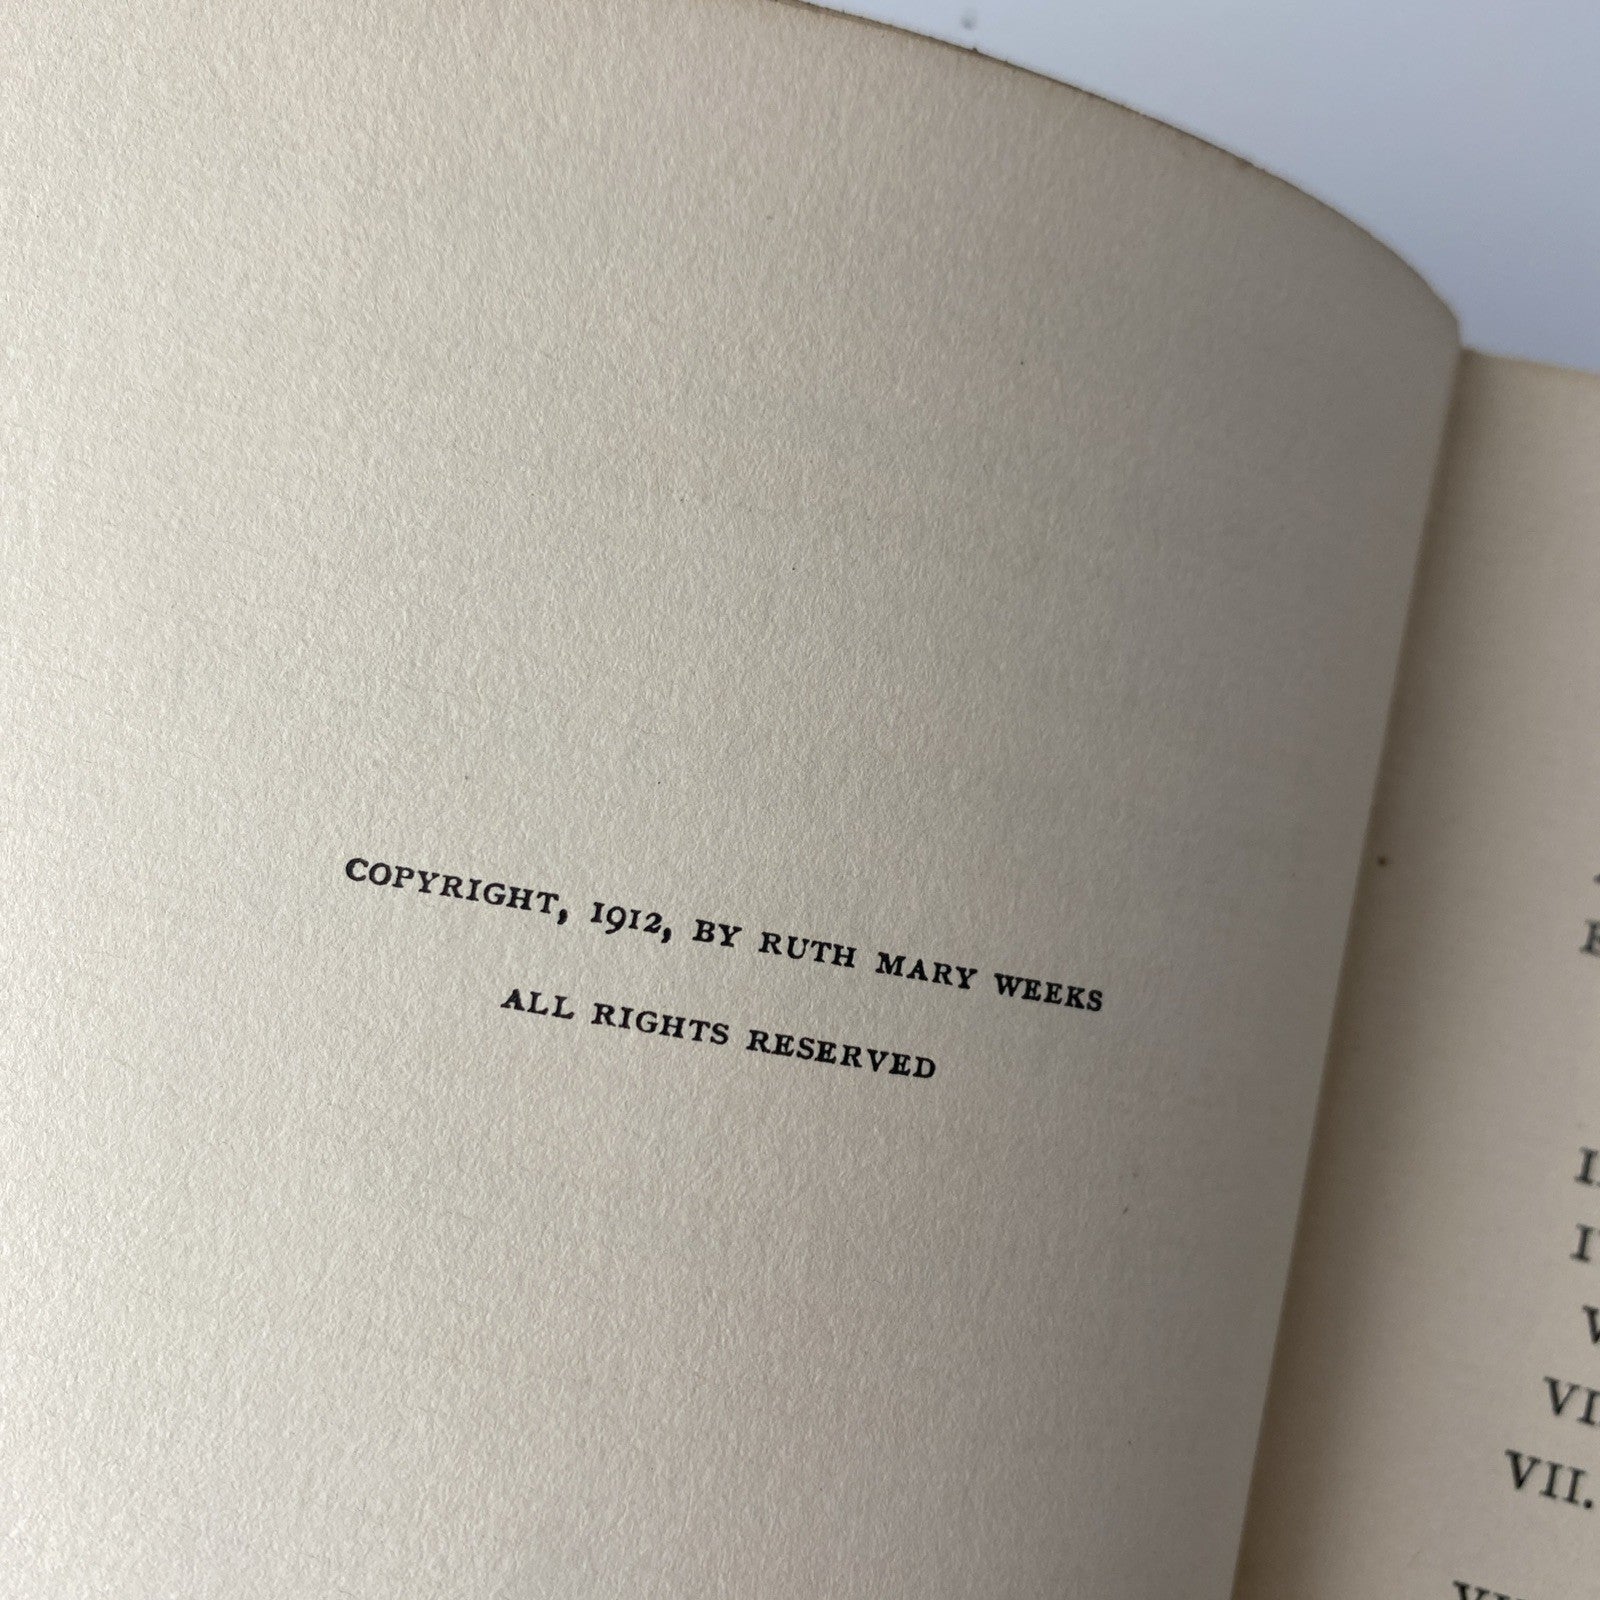 COPYRIGHT, 1912, BY RUTH MARY WEEKS
ALL RIGHTS RESERVED
VII.